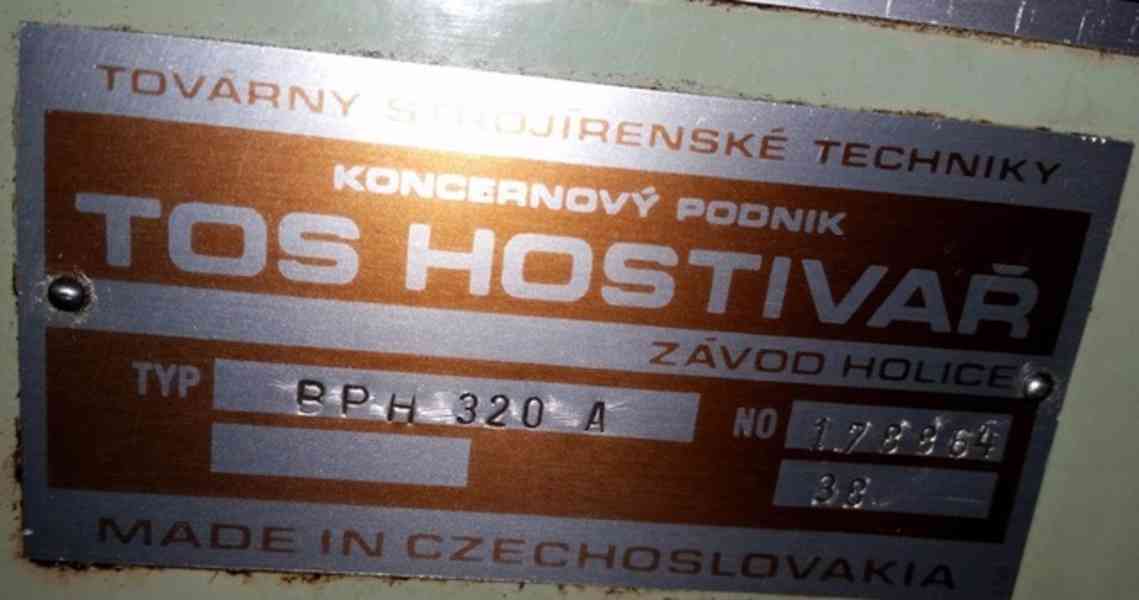 TOVÁRNY STROJÍRENSKÉ TECHNIKY
KONCERNOVÝ PODNIK
TOS HOSTIVAŘ
ZÁVOD HOLICE
TYP BPH 320 A NO 178864
38
MADE IN CZECHOSLOVAKIA